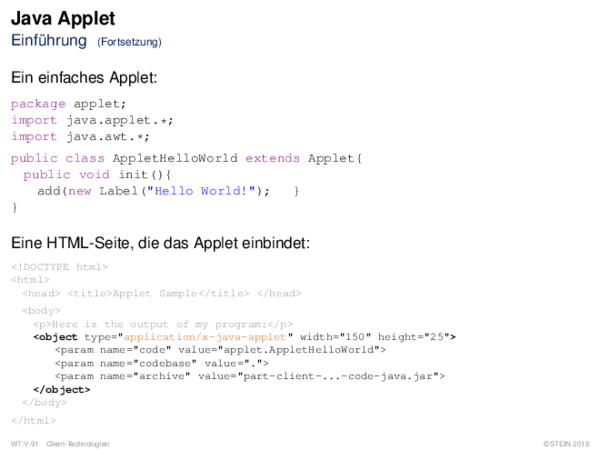 Java Applet
Einführung (Fortsetzung)
Ein einfaches Applet:
package applet;
import java.applet.*;
import java.awt.*;
public class AppletHelloWorld extends Applet{
public void init(){
add(new Label("Hello World!"); }
}
Eine HTML-Seite, die das Applet einbindet:
<!DOCTYPE html>
<html>
<head> <title>Applet Sample</title> </head>
<body>
<p>Here is the output of my program:</p>
<object type="application/x-java-applet" width="150" height="25">
<param name="code" value="applet.AppletHelloWorld">
<param name="codebase" value=".">
<param name="archive" value="part-client-...-code-java.jar">
</object>
</body>
</html>
WT:V-91 Client-Technologien ©STEIN 2018